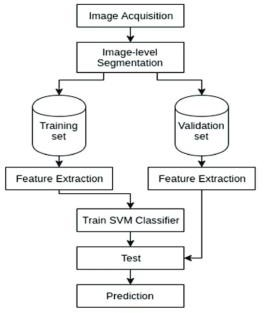 Image Acquisition
Image-level
Segmentation
Training
set
Validation
set
Feature Extraction
Feature Extraction
Train SVM Classifier
Test
Prediction